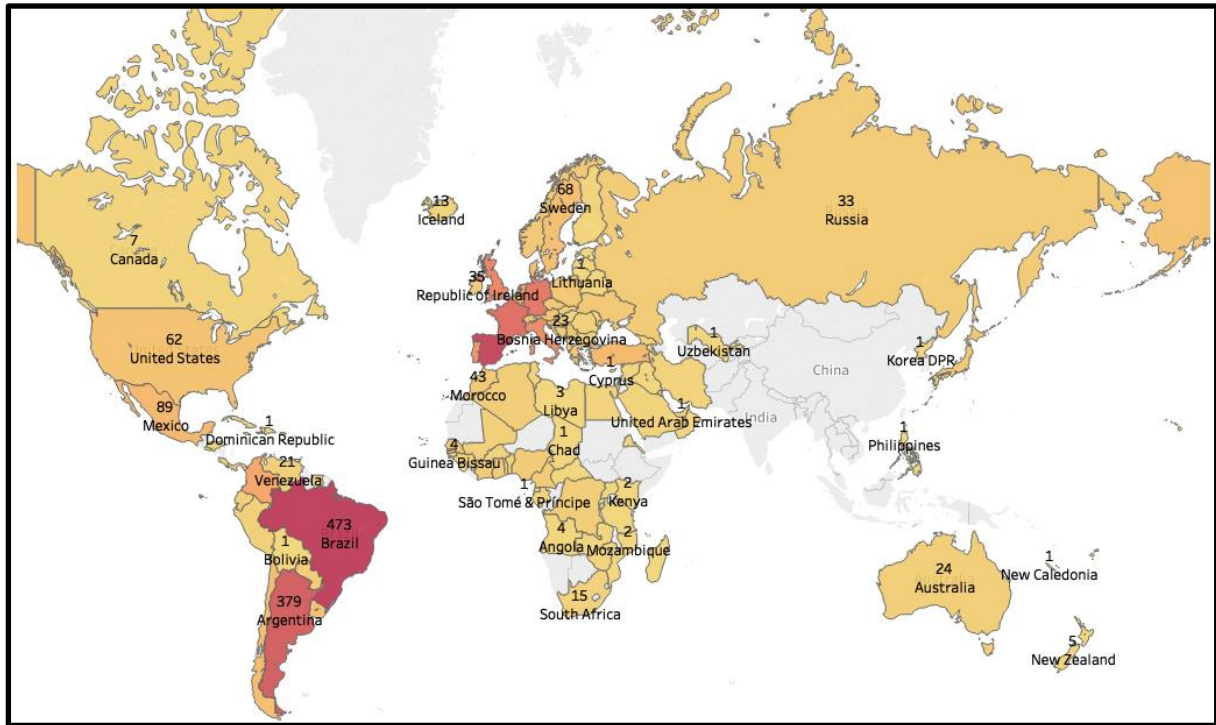 13
Iceland
68
Sweden
33
Russia
7
Canada
35
Republic of Ireland
1
Lithuania
62
United States
23
Bosnia Herzegovina
1
Uzbekistan
1
Korea DPR
China
1
Cyprus
43
Morocco
3
Libya
1
United Arab Emirates
India
89
Mexico
1
Dominican Republic
4
Guinea Bissau
1
Chad
1
Philippines
21
Venezuela
1
São Tomé & Príncipe
2
Kenya
473
Brazil
1
Bolivia
4
Angola
2
Mozambique
1
New Caledonia
24
Australia
379
Argentina
15
South Africa
5
New Zealand